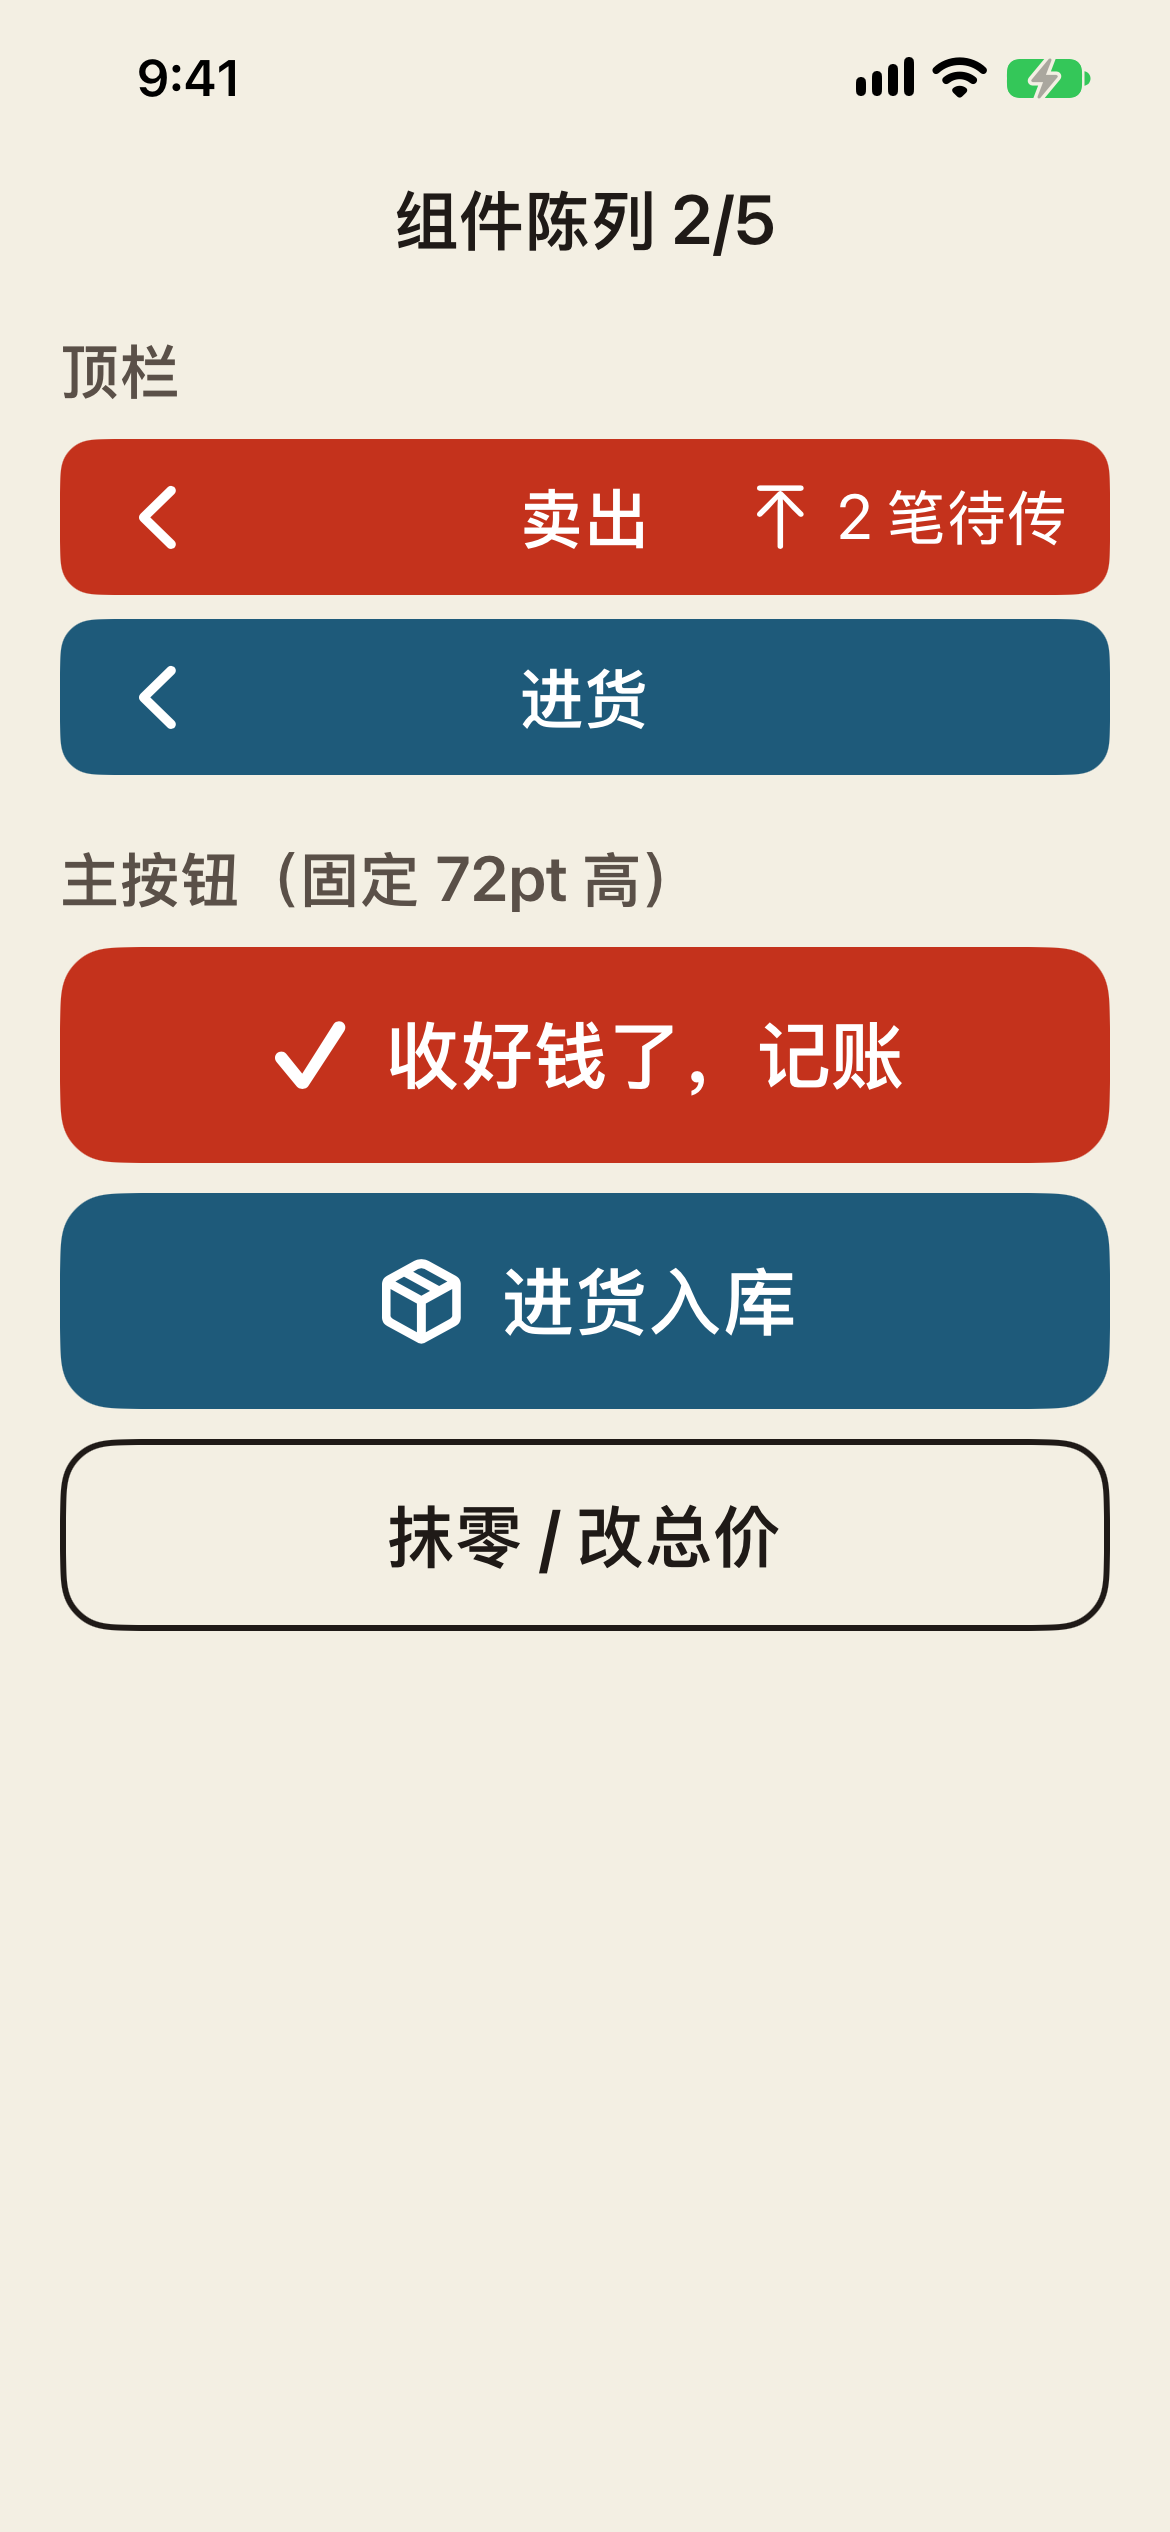 9:41
组件陈列 2/5
顶栏
卖出
2 笔待传
进货
主按钮（固定 72pt 高）
收好钱了，记账
进货入库
抹零 / 改总价